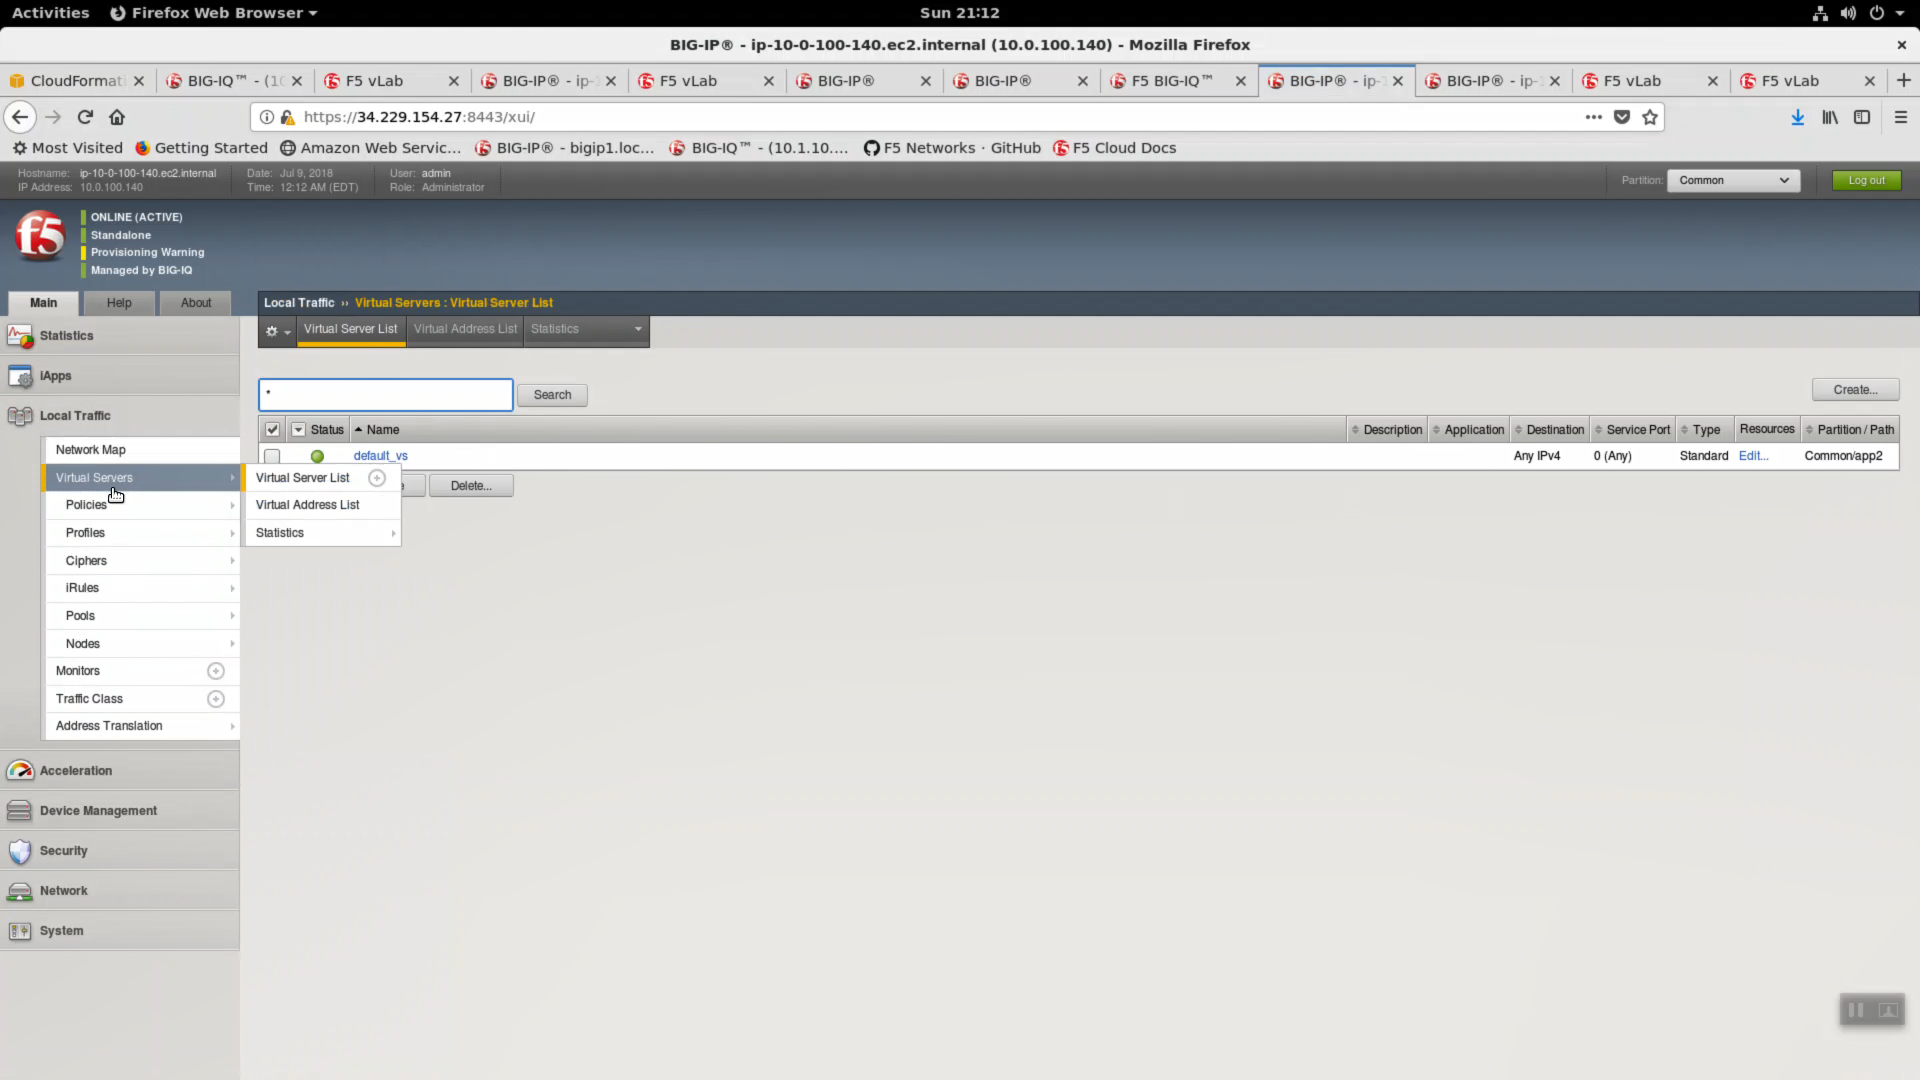 Activities Firefox Web Browser Sun 21:12
BIG-IP® - ip-10-0-100-140.ec2.internal (10.0.100.140) - Mozilla Firefox
CloudFormat BIG-IQ™ - (10 F5 vLab BIG-IP® - ip- F5 vLab BIG-IP® BIG-IP® F5 BIG-IQ™ BIG-IP® - ip- BIG-IP® - ip- F5 vLab F5 vLab
https://34.229.154.27:8443/xui/
Most Visited Getting Started Amazon Web Servic... BIG-IP® - bigip1.loc... BIG-IQ™ - (10.1.10.... F5 Networks · GitHub F5 Cloud Docs
Hostname: ip-10-0-100-140.ec2.internal Date: Jul 9, 2018 User: admin
IP Address: 10.0.100.140 Time: 12:12 AM (EDT) Role: Administrator
Partition: Common Log out
f5
ONLINE (ACTIVE)
Standalone
Provisioning Warning
Managed by BIG-IQ
Main Help About
Local Traffic ›› Virtual Servers : Virtual Server List
Virtual Server List Virtual Address List Statistics
Statistics
iApps
Local Traffic
Network Map
Virtual Servers
Policies
Profiles
Ciphers
iRules
Pools
Nodes
Monitors
Traffic Class
Address Translation
Acceleration
Device Management
Security
Network
System
Virtual Server List
Virtual Address List
Statistics
* Search Create...
Status Name Description Application Destination Service Port Type Resources Partition / Path
default_vs Any IPv4 0 (Any) Standard Edit... Common/app2
e Delete...